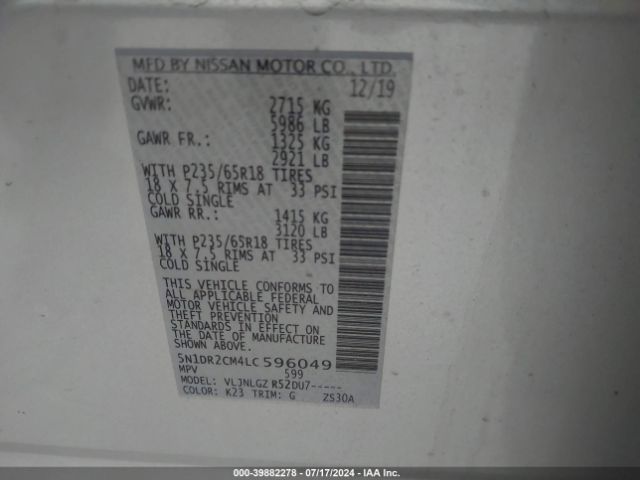 MFD BY NISSAN MOTOR CO., LTD.
DATE: 12/19
GVWR: 2715 KG
5986 LB
GAWR FR.: 1325 KG
2921 LB
WITH P235/65R18 TIRES
18 X 7.5 RIMS AT 33 PSI
COLD SINGLE
GAWR RR.: 1415 KG
3120 LB
WITH P235/65R18 TIRES
18 X 7.5 RIMS AT 33 PSI
COLD SINGLE
THIS VEHICLE CONFORMS TO
ALL APPLICABLE FEDERAL
MOTOR VEHICLE SAFETY AND
THEFT PREVENTION
STANDARDS IN EFFECT ON
THE DATE OF MANUFACTURE
SHOWN ABOVE.
5N1DR2CM4LC596049
MPV 599
MODEL: VLJNLGZ R52DU7-----
COLOR: K23 TRIM: G ZS30A
000-39882278 - 07/17/2024 - IAA Inc.